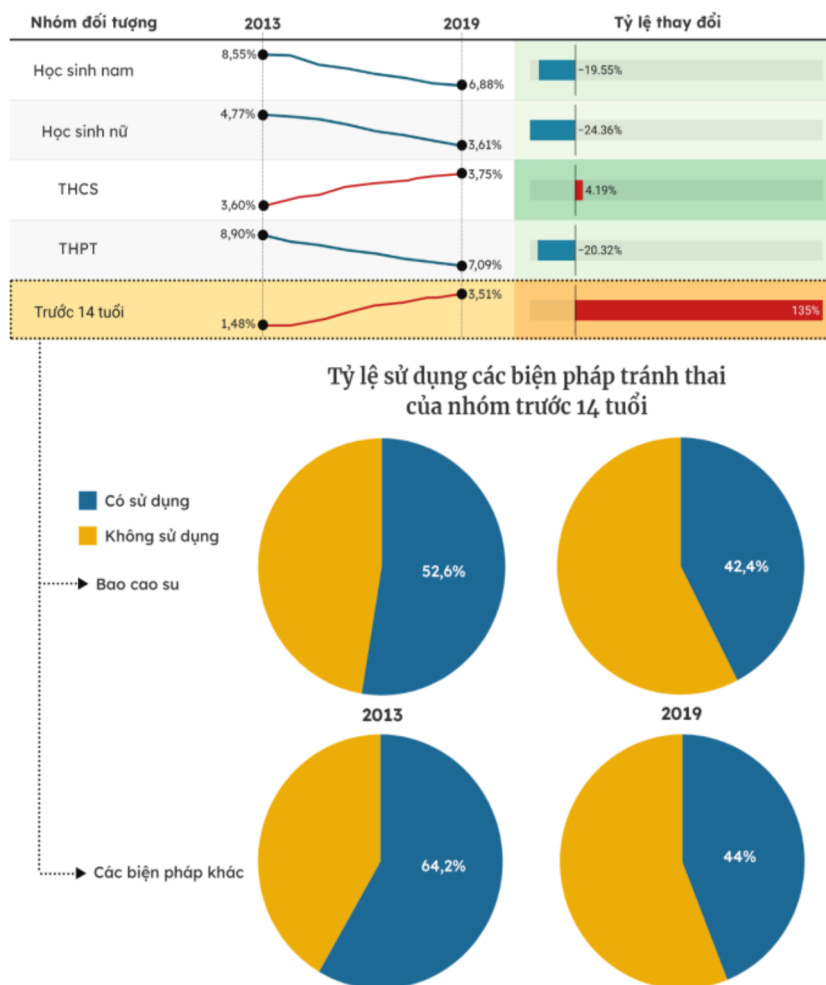 Nhóm đối tượng 2013 2019 Tỷ lệ thay đổi
Học sinh nam 8,55% 6,88% -19.55%
Học sinh nữ 4,77% 3,61% -24.36%
THCS 3,60% 3,75% 4.19%
THPT 8,90% 7,09% -20.32%
Trước 14 tuổi 1,48% 3,51% 135%
Tỷ lệ sử dụng các biện pháp tránh thai
của nhóm trước 14 tuổi
Có sử dụng
Không sử dụng
Bao cao su 52,6% 42,4%
2013 2019
Các biện pháp khác 64,2% 44%